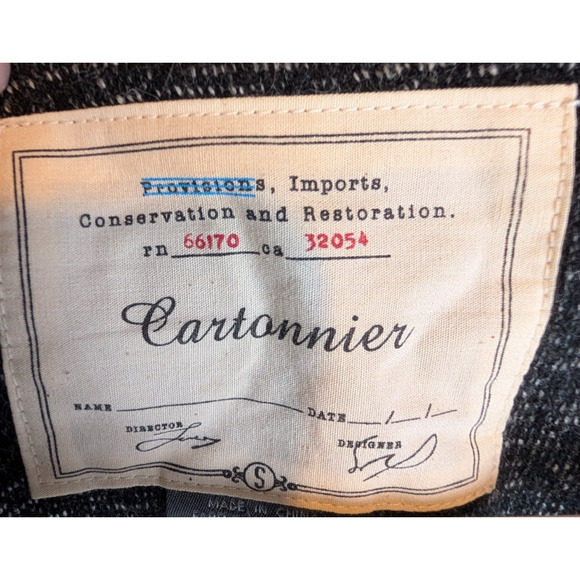 Provisions, Imports,
Conservation and Restoration.
rn 66170 ca 32054
Cartonnier
NAME DATE / /
DIRECTOR
DESIGNER
S
MADE IN CHINA